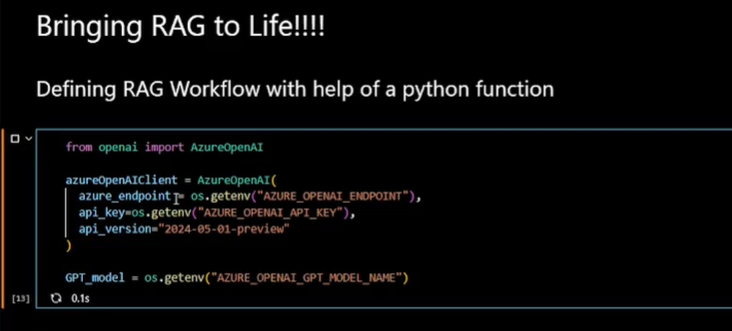 Bringing RAG to Life!!!!
Defining RAG Workflow with help of a python function
from openai import AzureOpenAI
azureOpenAIClient = AzureOpenAI(
azure_endpoint = os.getenv("AZURE_OPENAI_ENDPOINT"),
api_key=os.getenv("AZURE_OPENAI_API_KEY"),
api_version="2024-05-01-preview"
)
GPT_model = os.getenv("AZURE_OPENAI_GPT_MODEL_NAME")
[13] 0.1s